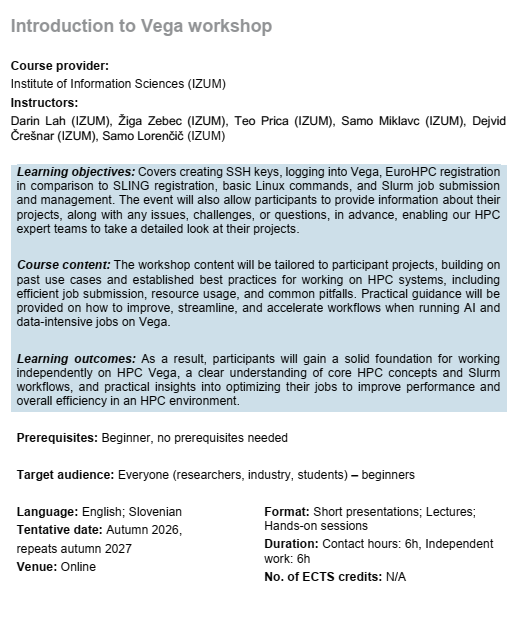 Introduction to Vega workshop
Course provider:
Institute of Information Sciences (IZUM)
Instructors:
Darin Lah (IZUM), Žiga Zebec (IZUM), Teo Prica (IZUM), Samo Miklavc (IZUM), Dejvid
Črešnar (IZUM), Samo Lorenčič (IZUM)
Learning objectives: Covers creating SSH keys, logging into Vega, EuroHPC registration
in comparison to SLING registration, basic Linux commands, and Slurm job submission
and management. The event will also allow participants to provide information about their
projects, along with any issues, challenges, or questions, in advance, enabling our HPC
expert teams to take a detailed look at their projects.
Course content: The workshop content will be tailored to participant projects, building on
past use cases and established best practices for working on HPC systems, including
efficient job submission, resource usage, and common pitfalls. Practical guidance will be
provided on how to improve, streamline, and accelerate workflows when running AI and
data-intensive jobs on Vega.
Learning outcomes: As a result, participants will gain a solid foundation for working
independently on HPC Vega, a clear understanding of core HPC concepts and Slurm
workflows, and practical insights into optimizing their jobs to improve performance and
overall efficiency in an HPC environment.
Prerequisites: Beginner, no prerequisites needed
Target audience: Everyone (researchers, industry, students) – beginners
Language: English; Slovenian
Tentative date: Autumn 2026,
repeats autumn 2027
Venue: Online
Format: Short presentations; Lectures;
Hands-on sessions
Duration: Contact hours: 6h, Independent
work: 6h
No. of ECTS credits: N/A